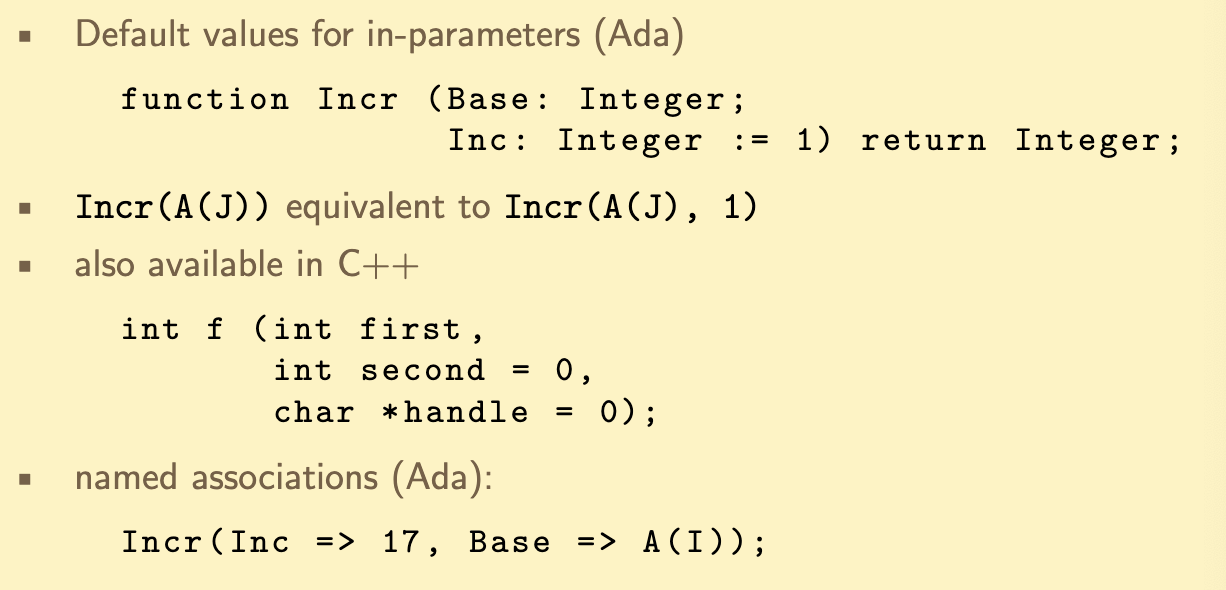 ▪ Default values for in-parameters (Ada)
function Incr (Base: Integer;
Inc: Integer := 1) return Integer;
▪ Incr(A(J)) equivalent to Incr(A(J), 1)
▪ also available in C++
int f (int first,
int second = 0,
char *handle = 0);
▪ named associations (Ada):
Incr(Inc => 17, Base => A(I));